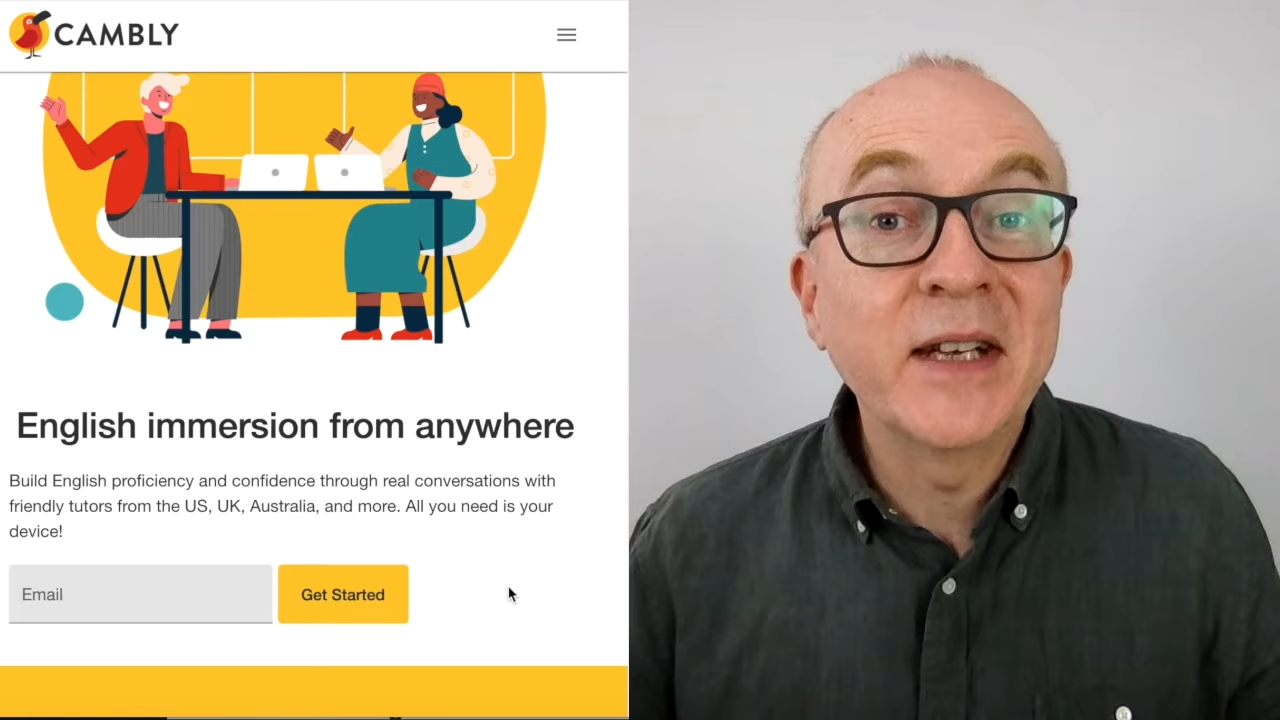 CAMBLY
English immersion from anywhere
Build English proficiency and confidence through real conversations with
friendly tutors from the US, UK, Australia, and more. All you need is your
device!
Email
Get Started